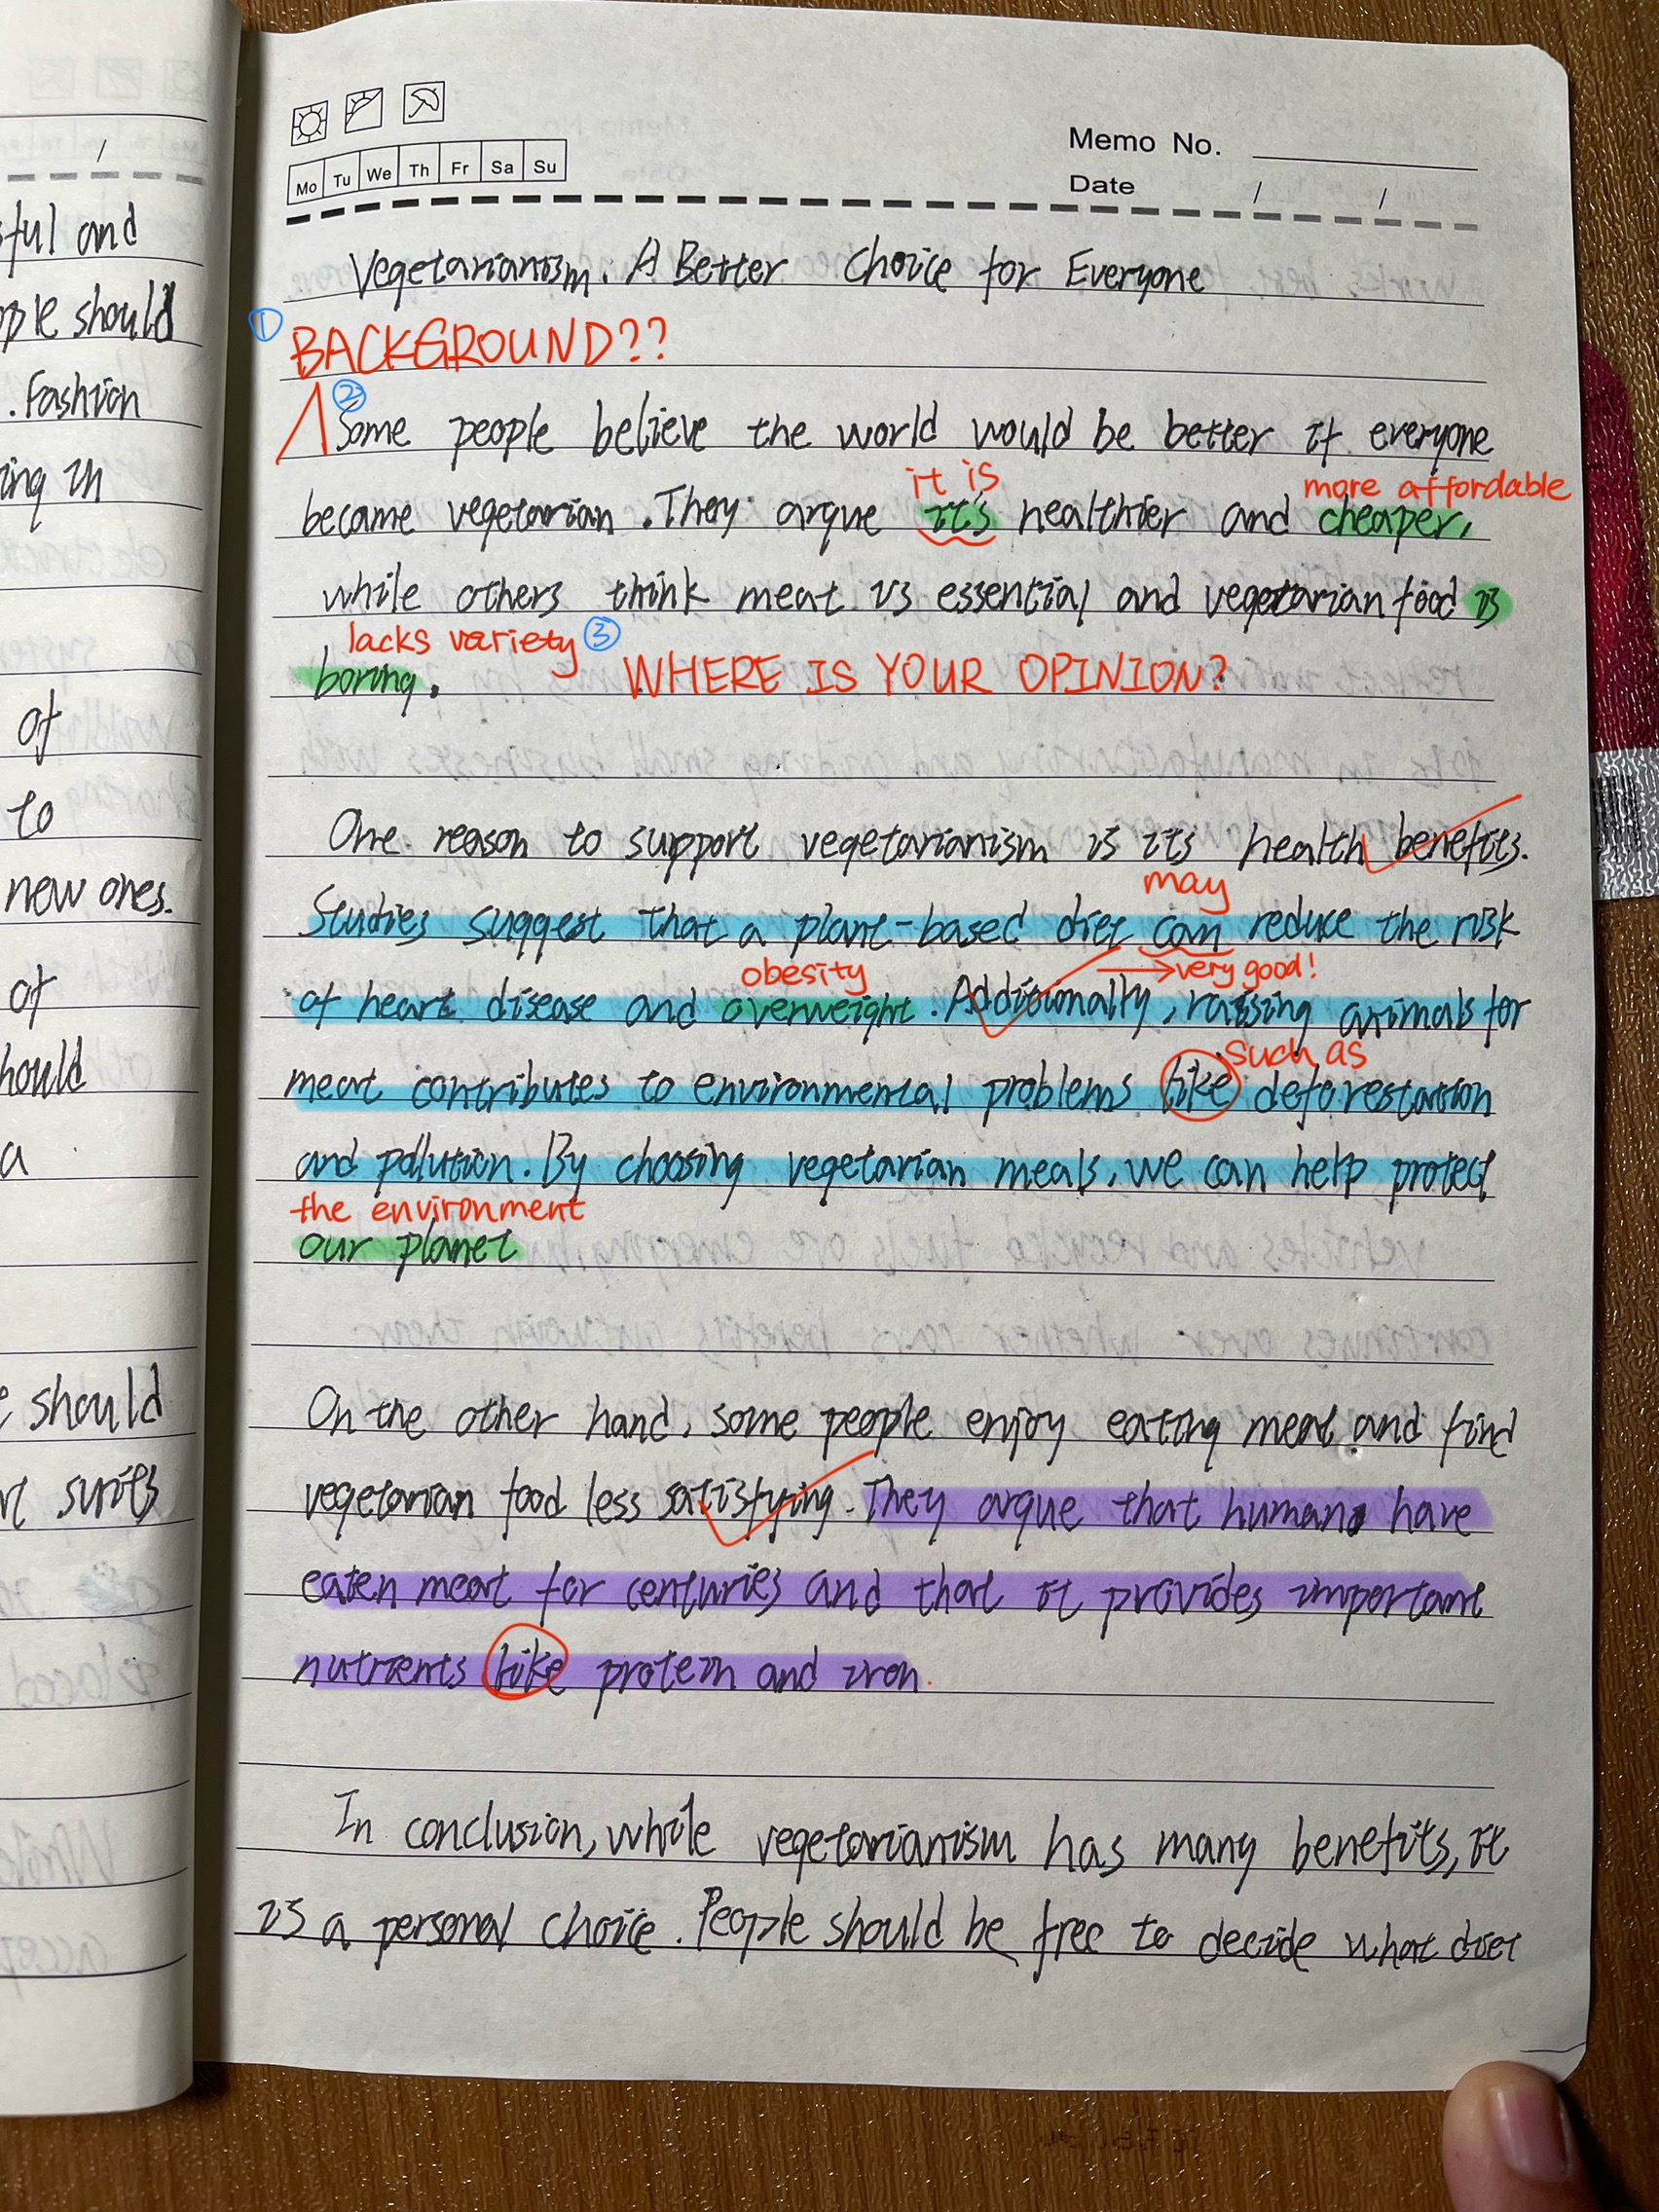 /
ful and
ople should
. Fashion
ing in
of
to
new ones.
of
hould
a
should
suits
Mo Tu We Th Fr Sa Su
Memo No.
Date / /
Vegetarianism: A Better Choice for Everyone
① BACKGROUND??
②
Some people believe the world would be better if everyone
it is more affordable
became vegetarian. They argue it's healthier and cheaper,
while others think meat is essential and vegetarian food is
lacks variety ③
boring. WHERE IS YOUR OPINION?
One reason to support vegetarianism is its health benefits.
may
Studies suggest that a plant-based diet can reduce the risk
obesity → very good!
of heart disease and overweight. Additionally, raising animals for
such as
meat contributes to environmental problems like deforestation
and pollution. By choosing vegetarian meals, we can help protect
the environment
our planet
On the other hand, some people enjoy eating meat and find
vegetarian food less satisfying. They argue that humans have
eaten meat for centuries and that it provides important
nutrients like protein and iron.
In conclusion, while vegetarianism has many benefits, it
is a personal choice. People should be free to decide what diet